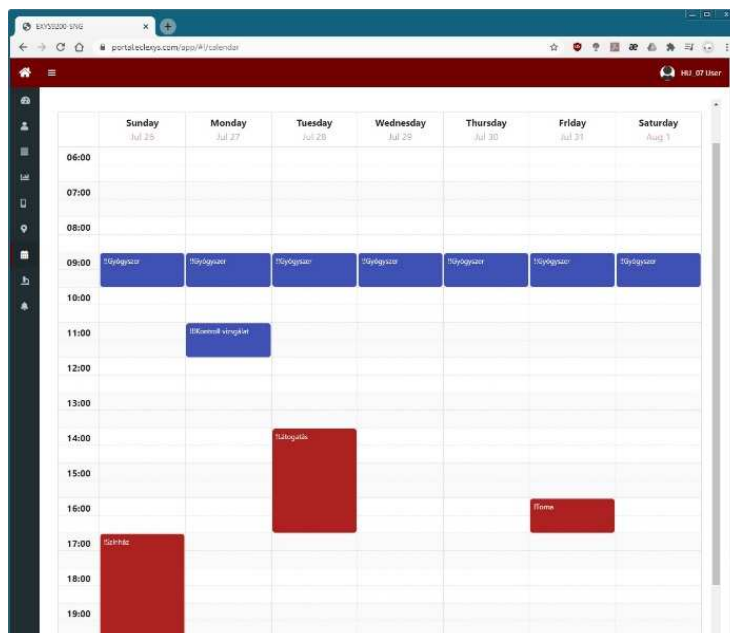 EXYS9200-SNG
portal.eclexys.com/app/#!/calendar
HU_07 User
Sunday Monday Tuesday Wednesday Thursday Friday Saturday
Jul 26 Jul 27 Jul 28 Jul 29 Jul 30 Jul 31 Aug 1
06:00
07:00
08:00
09:00 !!Gyógyszer !!Gyógyszer !!Gyógyszer !!Gyógyszer !!Gyógyszer !!Gyógyszer !!Gyógyszer
10:00
11:00 !!!Kontroll vizsgálat
12:00
13:00
14:00 !!Látogatás
15:00
16:00 !!Torna
17:00 !!Színház
18:00
19:00